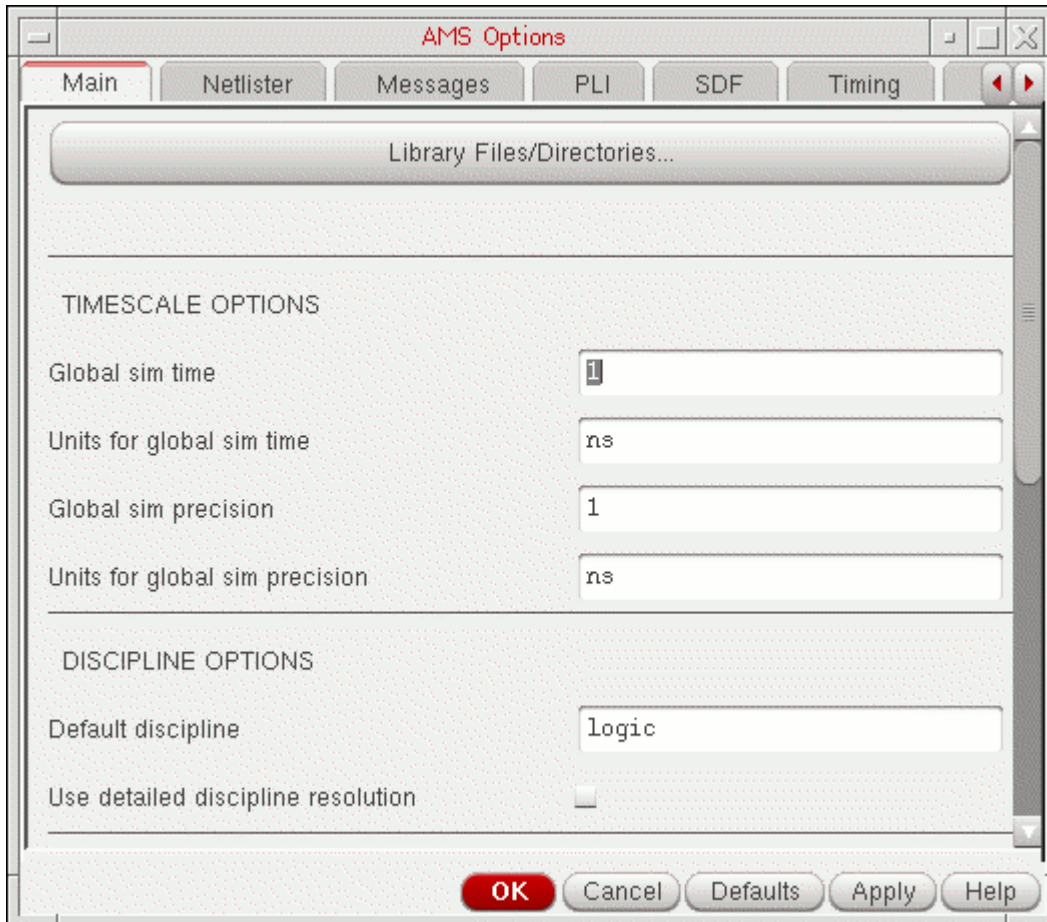 AMS Options
Main Netlister Messages PLI SDF Timing
Library Files/Directories...
TIMESCALE OPTIONS
Global sim time 1
Units for global sim time ns
Global sim precision 1
Units for global sim precision ns
DISCIPLINE OPTIONS
Default discipline logic
Use detailed discipline resolution
OK Cancel Defaults Apply Help